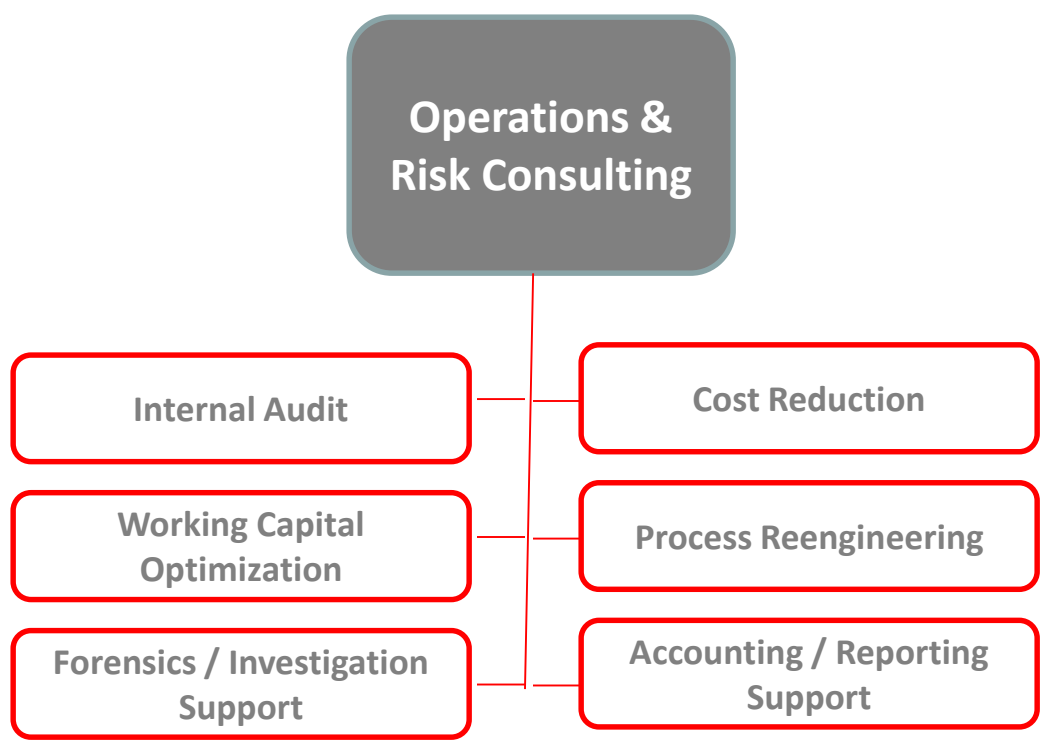 Operations &
Risk Consulting
Internal Audit
Cost Reduction
Working Capital
Optimization
Process Reengineering
Forensics / Investigation
Support
Accounting / Reporting
Support